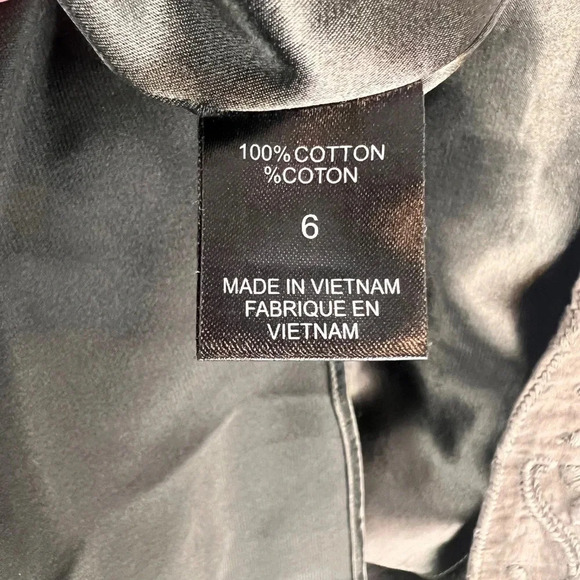 100% COTTON
%COTON
6
MADE IN VIETNAM
FABRIQUE EN
VIETNAM